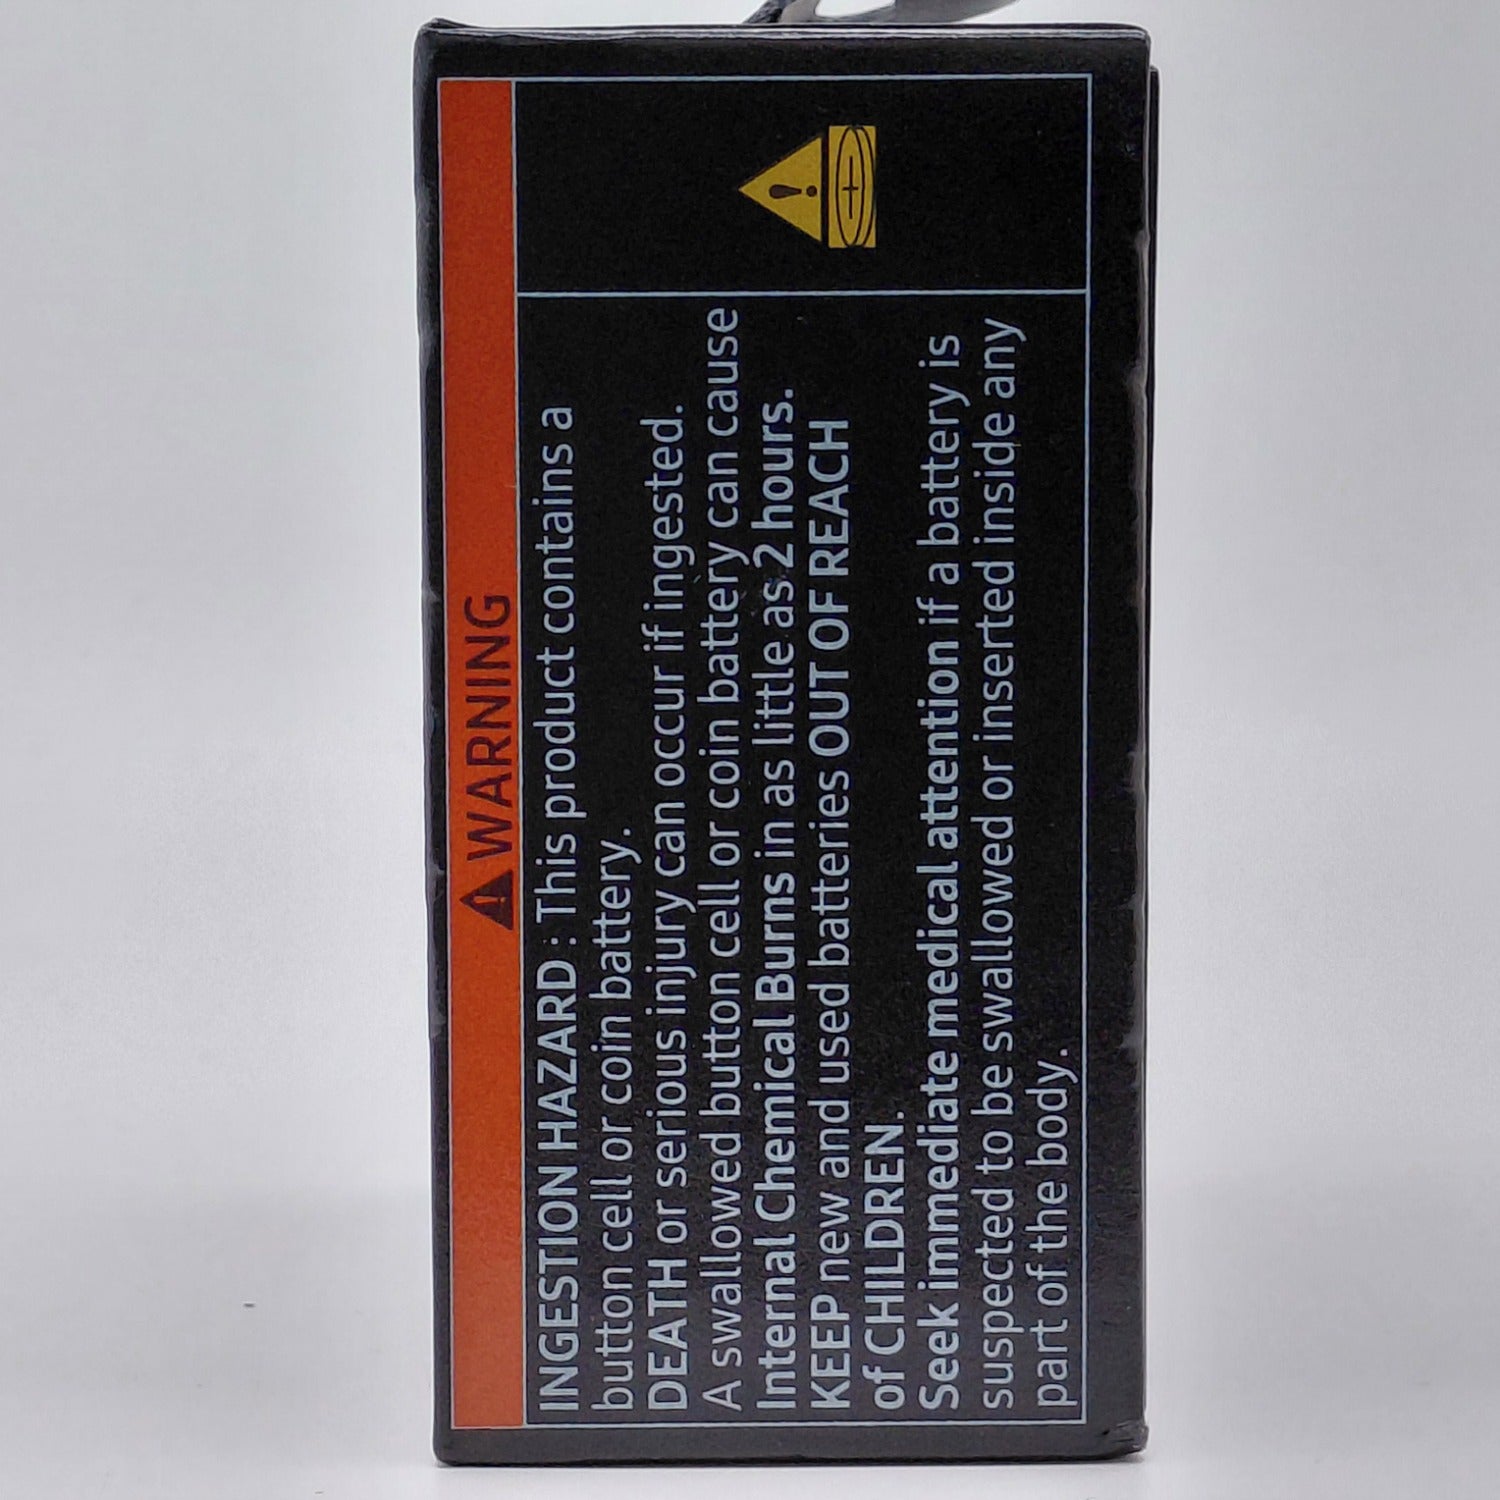 WARNING
INGESTION HAZARD : This product contains a
button cell or coin battery.
DEATH or serious injury can occur if ingested.
A swallowed button cell or coin battery can cause
Internal Chemical Burns in as little as 2 hours.
KEEP new and used batteries OUT OF REACH
of CHILDREN.
Seek immediate medical attention if a battery is
suspected to be swallowed or inserted inside any
part of the body.